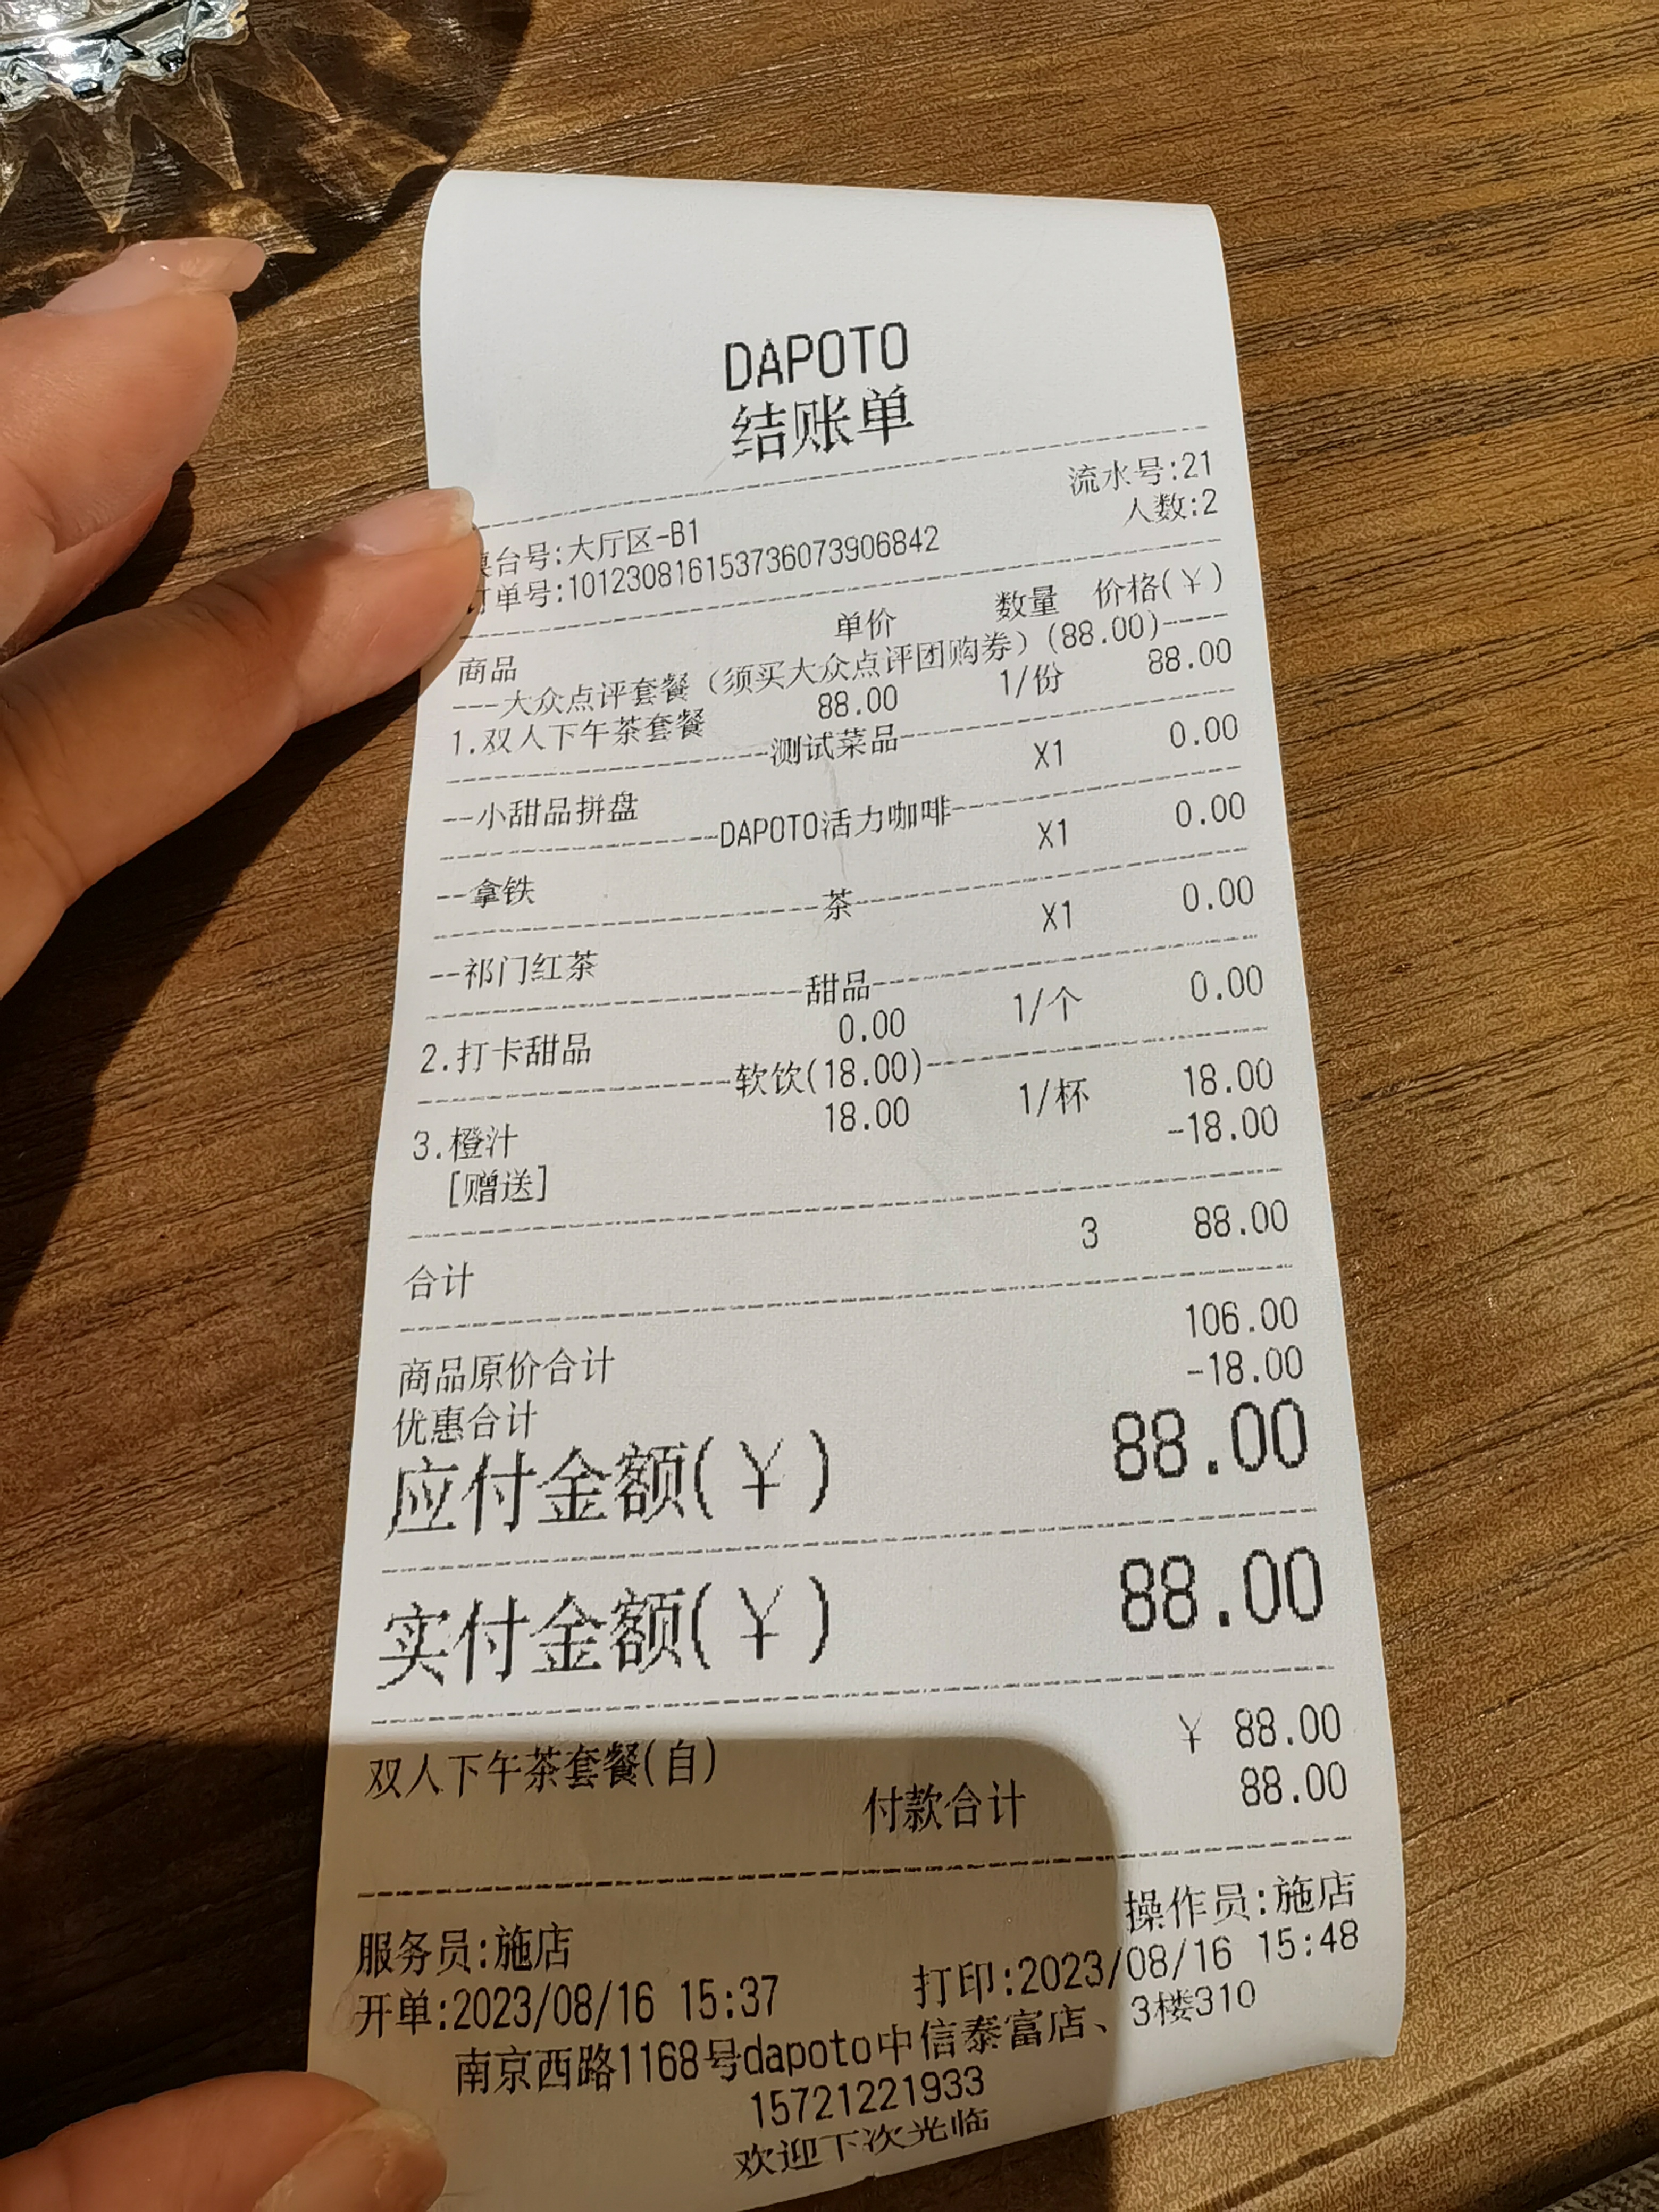 DAPOTO
结账单
流水号:21
台号:大厅区-B1 人数:2
单号:101230816153736073906842
商品 单价 数量 价格(￥)
---大众点评套餐（须买大众点评团购券）(88.00)----
1.双人下午茶套餐 88.00 1/份 88.00
测试菜品
--小甜品拼盘 X1 0.00
DAPOTO活力咖啡
--拿铁 X1 0.00
茶
--祁门红茶 X1 0.00
甜品
2.打卡甜品 0.00 1/个 0.00
软饮(18.00)
3.橙汁 18.00 1/杯 18.00
[赠送] -18.00
合计 3 88.00
商品原价合计 106.00
优惠合计 -18.00
应付金额(￥) 88.00
实付金额(￥) 88.00
双人下午茶套餐(自) ￥ 88.00
付款合计 88.00
服务员:施店 操作员:施店
开单:2023/08/16 15:37 打印:2023/08/16 15:48
南京西路1168号dapoto中信泰富店、3楼310
15721221933
欢迎下次光临